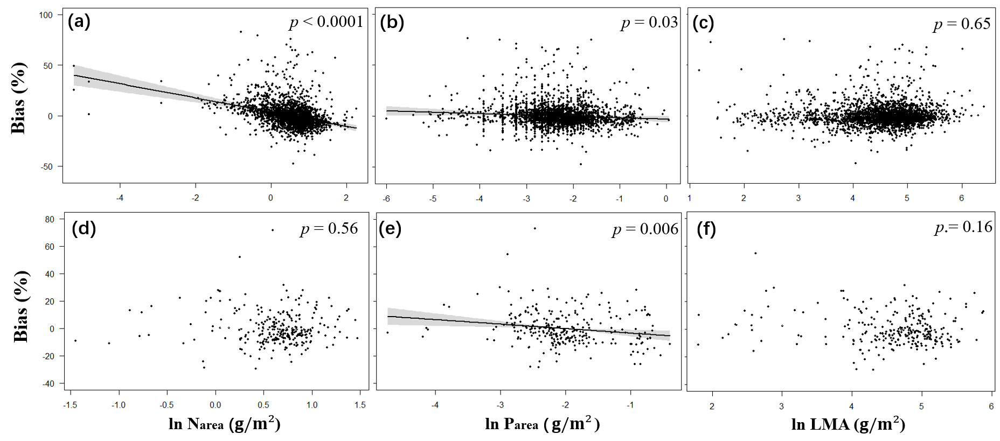 (a)
p < 0.0001
(b)
p = 0.03
(c)
p = 0.65
Bias (%)
100
50
0
-50
-4
-2
0
2
-6
-5
-4
-3
-2
-1
0
1
2
3
4
5
6
(d)
p = 0.56
(e)
p = 0.006
(f)
p.= 0.16
Bias (%)
80
60
40
20
0
-20
-40
-1.5
-1.0
-0.5
0.0
0.5
1.0
1.5
-4
-3
-2
-1
2
3
4
5
6
ln Narea (g/m²)
ln Parea (g/m²)
ln LMA (g/m²)